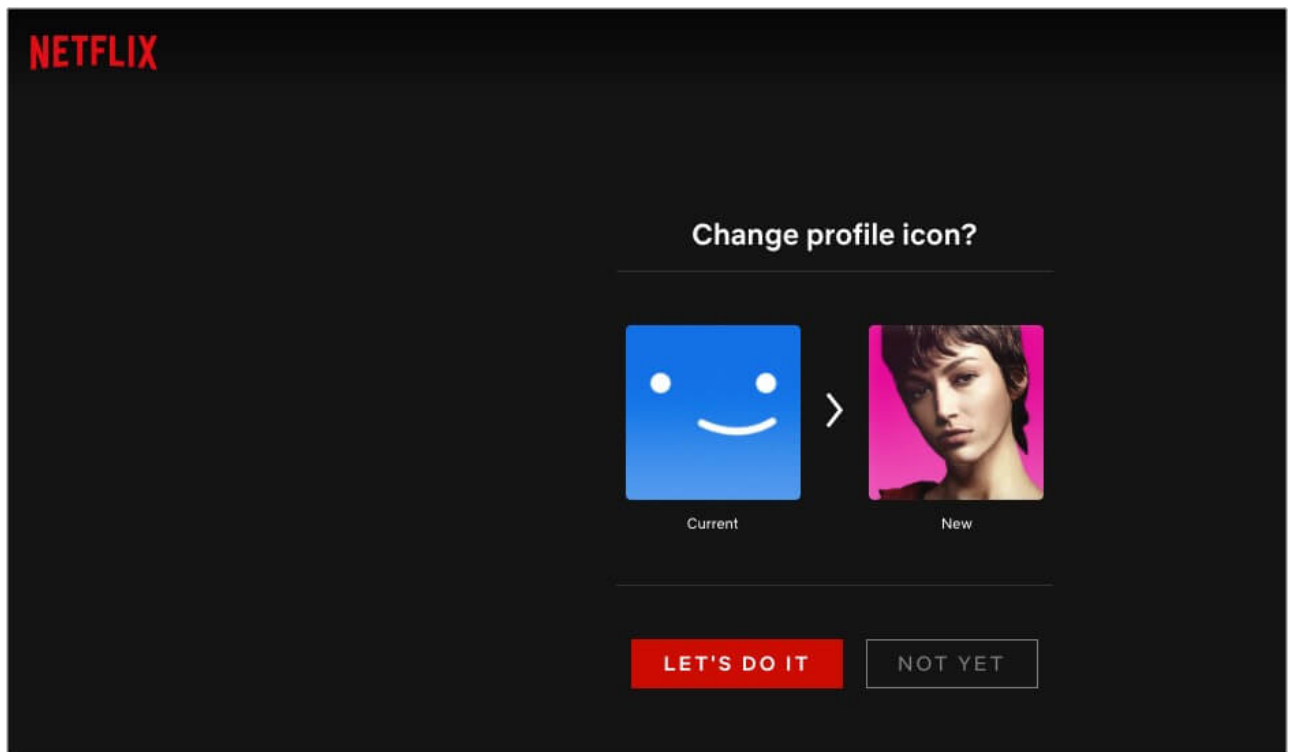 NETFLIX
Change profile icon?
Current
New
LET'S DO IT
NOT YET